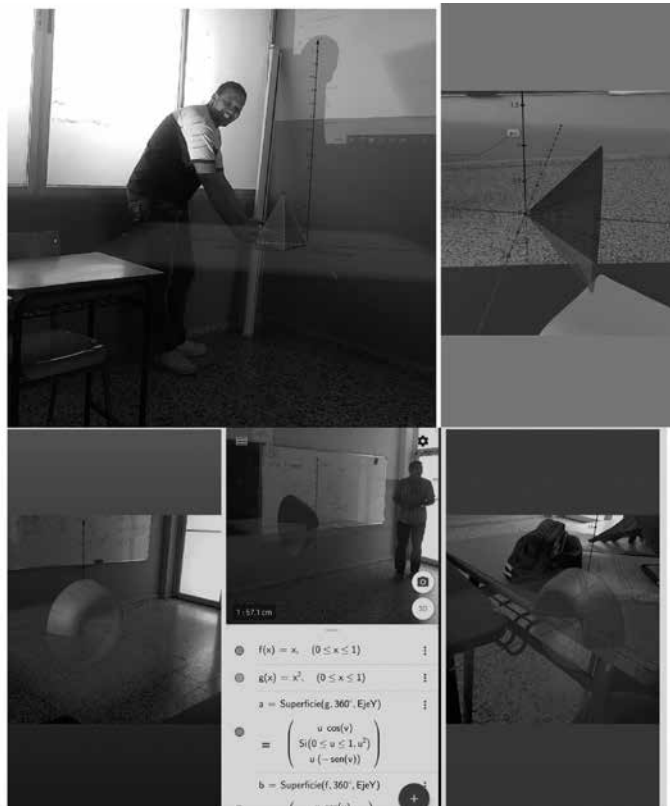 1 : 57.1 cm
3D
f(x) = x, (0 ≤ x ≤ 1)
g(x) = x², (0 ≤ x ≤ 1)
a = Superficie(g, 360°, EjeY)
u cos(v)
= Si(0 ≤ u ≤ 1, u²)
u (−sen(v))
b = Superficie(f, 360°, EjeY)
+